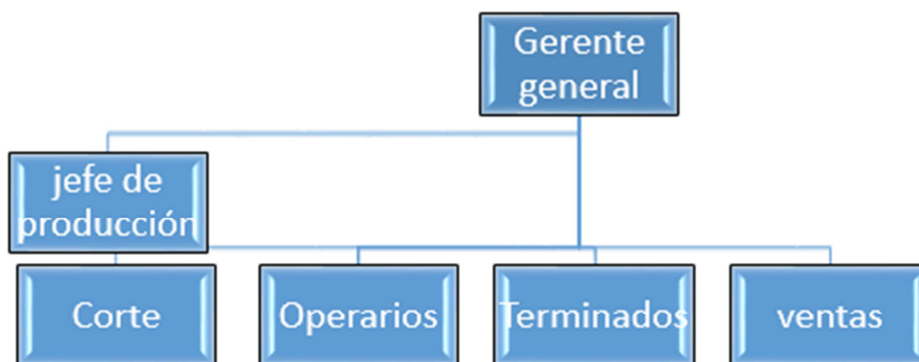 Gerente
general
jefe de
producción
Corte
Operarios
Terminados
ventas